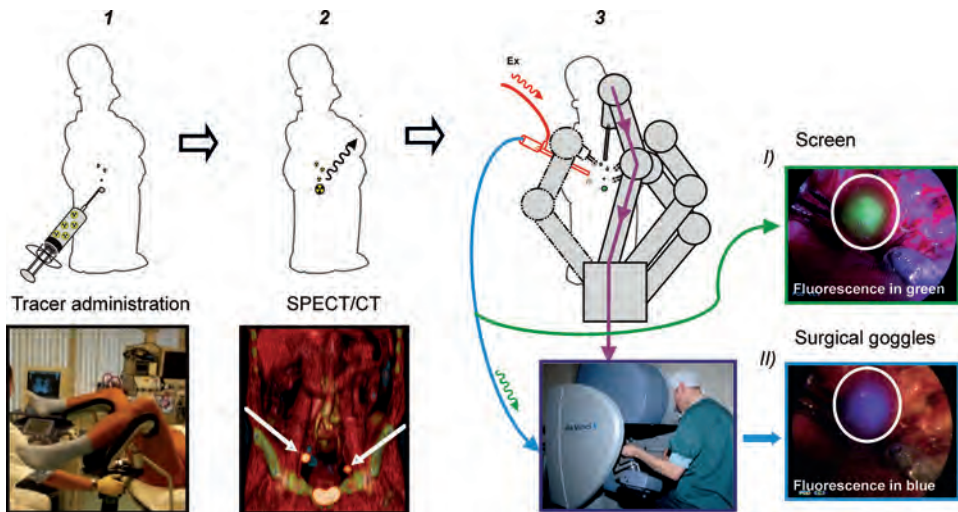 1
2
3
Ex
Tracer administration
SPECT/CT
Screen
I)
Fluorescence in green
Surgical goggles
II)
Fluorescence in blue